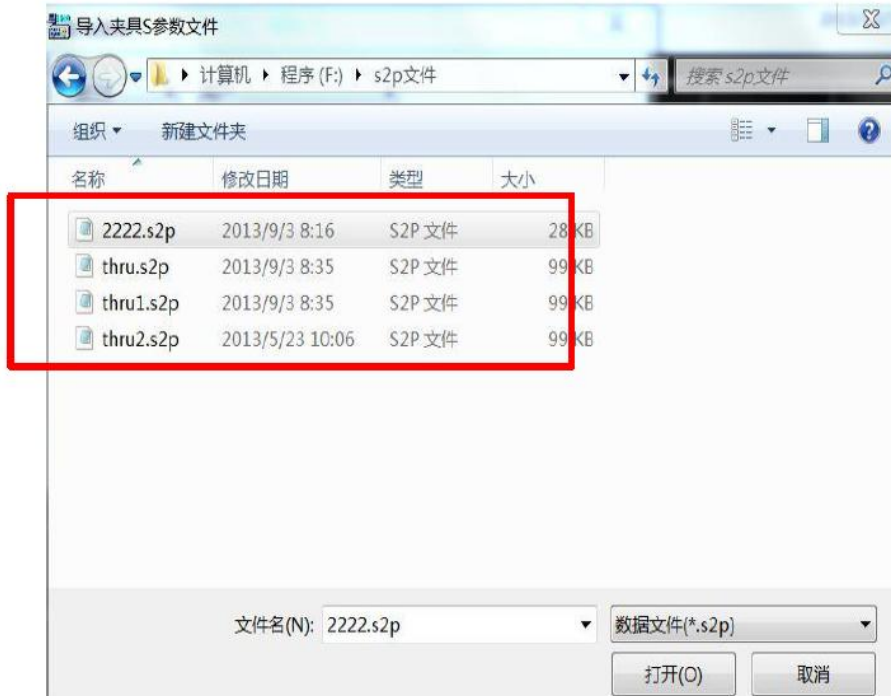 导入夹具S参数文件
计算机 程序 (F:) s2p文件 搜索 s2p文件
组织 新建文件夹
名称 修改日期 类型 大小
2222.s2p 2013/9/3 8:16 S2P 文件 28 KB
thru.s2p 2013/9/3 8:35 S2P 文件 99 KB
thru1.s2p 2013/9/3 8:35 S2P 文件 99 KB
thru2.s2p 2013/5/23 10:06 S2P 文件 99 KB
文件名(N): 2222.s2p 数据文件(*.s2p)
打开(O) 取消